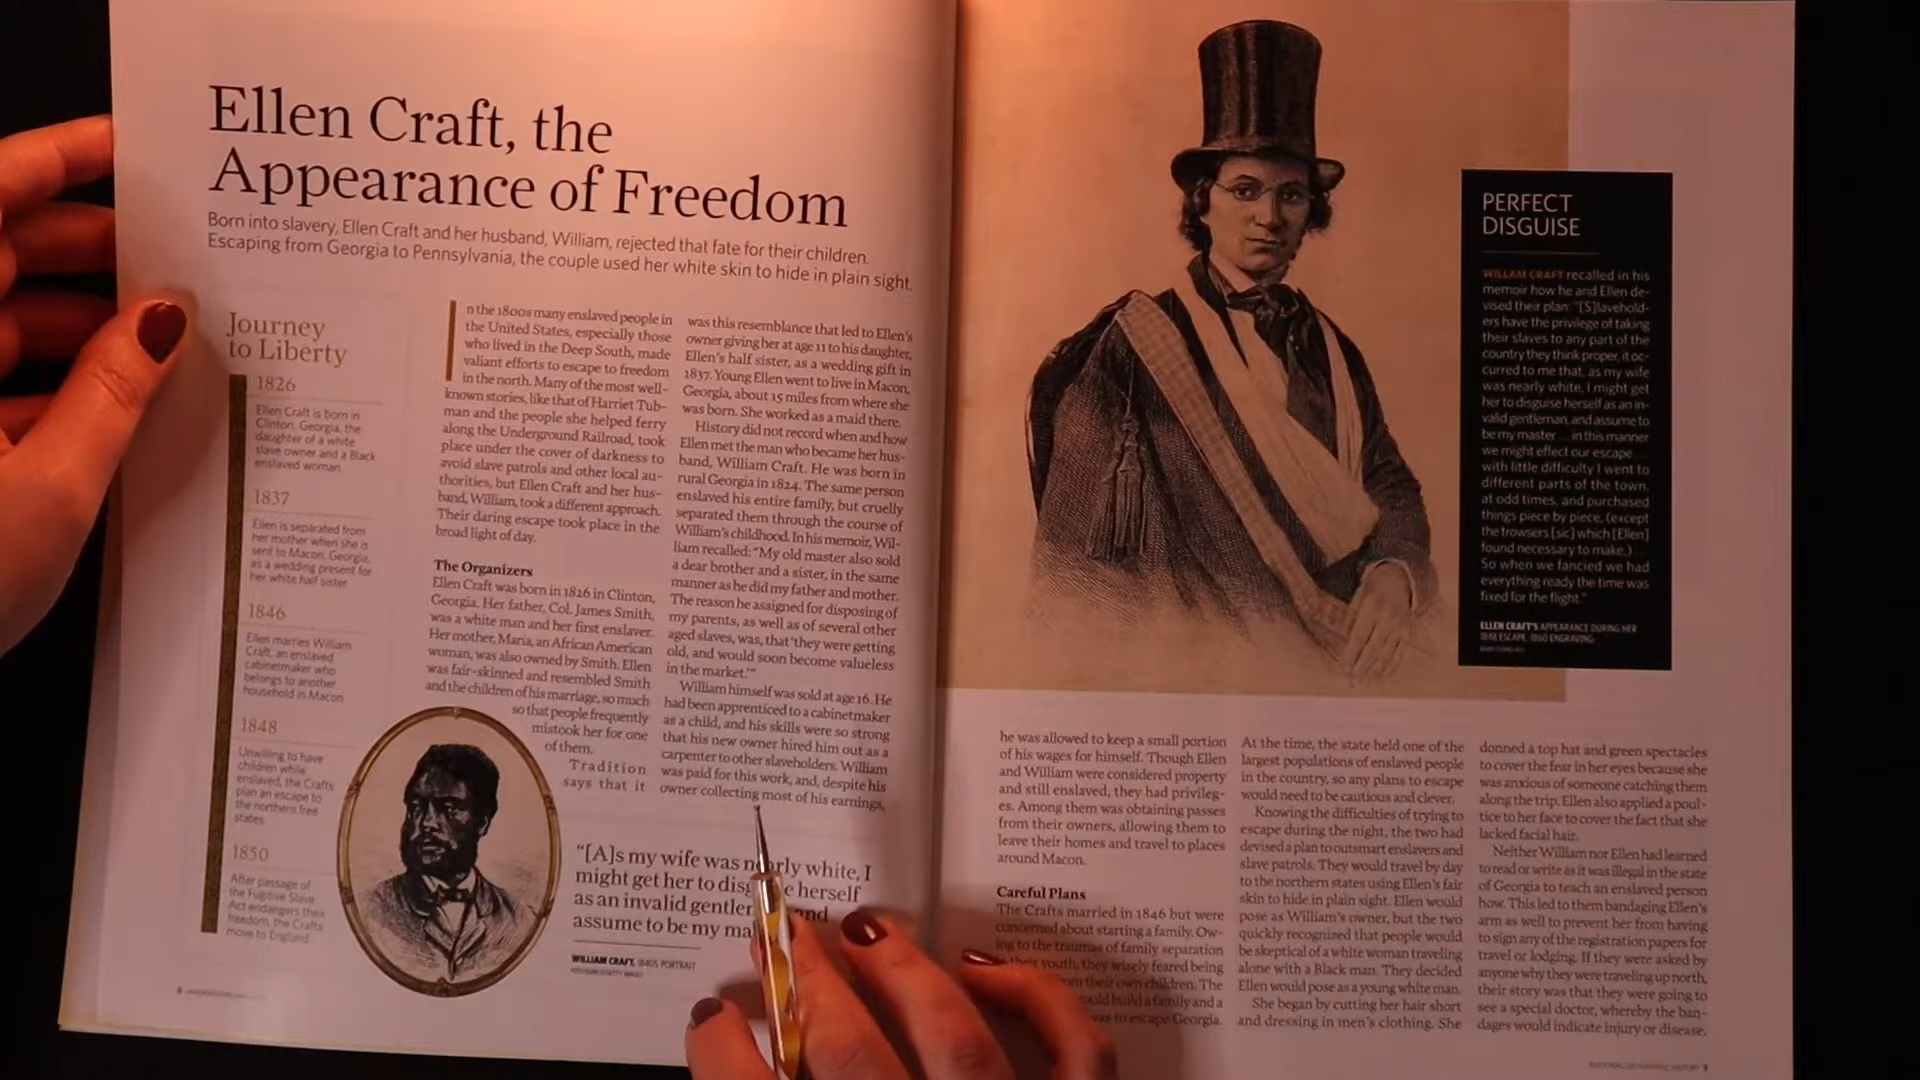 Ellen Craft, the
Appearance of Freedom
Born into slavery, Ellen Craft and her husband, William, rejected that fate for their children.
Escaping from Georgia to Pennsylvania, the couple used her white skin to hide in plain sight.
Journey
to Liberty
1826
Ellen Craft is born in
Clinton, Georgia, the
daughter of a white
slave owner and a Black
enslaved woman.
1837
Ellen is separated from
her mother when she is
sent to Macon, Georgia,
as a wedding present for
her white half sister.
1846
Ellen marries William
Craft, an enslaved
cabinetmaker who
belongs to another
household in Macon.
1848
Unwilling to have
children while
enslaved, the Crafts
plan an escape to
the northern free
states.
1850
After passage of
the Fugitive Slave
Act endangers their
freedom, the Crafts
move to England.
In the 1800s many enslaved people in
the United States, especially those
who lived in the Deep South, made
valiant efforts to escape to freedom
in the north. Many of the most well-
known stories, like that of Harriet Tub-
man and the people she helped ferry
along the Underground Railroad, took
place under the cover of darkness to
avoid slave patrols and other local au-
thorities, but Ellen Craft and her hus-
band, William, took a different approach.
Their daring escape took place in the
broad light of day.
The Organizers
Ellen Craft was born in 1826 in Clinton,
Georgia. Her father, Col. James Smith,
was a white man and her first enslaver.
Her mother, Maria, an African American
woman, was also owned by Smith. Ellen
was fair-skinned and resembled Smith
and the children of his marriage, so much
so that people frequently
mistook her for one
of them.
Tradition
says that it
was this resemblance that led to Ellen's
owner giving her at age 11 to his daughter,
Ellen's half sister, as a wedding gift in
1837. Young Ellen went to live in Macon,
Georgia, about 15 miles from where she
was born. She worked as a maid there.
History did not record when and how
Ellen met the man who became her hus-
band, William Craft. He was born in
rural Georgia in 1824. The same person
enslaved his entire family, but cruelly
separated them through the course of
William's childhood. In his memoir, Wil-
liam recalled: "My old master also sold
a dear brother and a sister, in the same
manner as he did my father and mother.
The reason he assigned for disposing of
my parents, as well as of several other
aged slaves, was, that 'they were getting
old, and would soon become valueless
in the market.'"
William himself was sold at age 16. He
had been apprenticed to a cabinetmaker
as a child, and his skills were so strong
that his new owner hired him out as a
carpenter to other slaveholders. William
was paid for this work, and, despite his
owner collecting most of his earnings,
"[A]s my wife was nearly white, I
might get her to disg e herself
as an invalid gentle and
assume to be my ma
WILLIAM CRAFT, 1840S PORTRAIT
PERFECT
DISGUISE
WILLAM CRAFT recalled in his
memoir how he and Ellen de-
vised their plan: "[S]lavehold-
ers have the privilege of taking
their slaves to any part of the
country they think proper, it oc-
curred to me that, as my wife
was nearly white, I might get
her to disguise herself as an in-
valid gentleman, and assume to
be my master ... in this manner
we might effect our escape ...
with little difficulty I went to
different parts of the town,
at odd times, and purchased
things piece by piece, (except
the trowsers [sic] which [Ellen]
found necessary to make.) ...
So when we fancied we had
everything ready the time was
fixed for the flight."
ELLEN CRAFT'S APPEARANCE DURING HER
1848 ESCAPE. 1860 ENGRAVING
he was allowed to keep a small portion
of his wages for himself. Though Ellen
and William were considered property
and still enslaved, they had privileg-
es. Among them was obtaining passes
from their owners, allowing them to
leave their homes and travel to places
around Macon.
Careful Plans
The Crafts married in 1846 but were
concerned about starting a family. Ow-
ing to the traumas of family separation
their youth, they wisely feared being
their own children. The
could build a family and a
was to escape Georgia.
At the time, the state held one of the
largest populations of enslaved people
in the country, so any plans to escape
would need to be cautious and clever.
Knowing the difficulties of trying to
escape during the night, the two had
devised a plan to outsmart enslavers and
slave patrols. They would travel by day
to the northern states using Ellen's fair
skin to hide in plain sight. Ellen would
pose as William's owner, but the two
quickly recognized that people would
be skeptical of a white woman traveling
alone with a Black man. They decided
Ellen would pose as a young white man.
She began by cutting her hair short
and dressing in men's clothing. She
donned a top hat and green spectacles
to cover the fear in her eyes because she
was anxious of someone catching them
along the trip. Ellen also applied a poul-
tice to her face to cover the fact that she
lacked facial hair.
Neither William nor Ellen had learned
to read or write as it was illegal in the state
of Georgia to teach an enslaved person
how. This led to them bandaging Ellen's
arm as well to prevent her from having
to sign any of the registration papers for
travel or lodging. If they were asked by
anyone why they were traveling up north,
their story was that they were going to
see a special doctor, whereby the ban-
dages would indicate injury or disease.
NATIONAL GEOGRAPHIC HISTORY 9